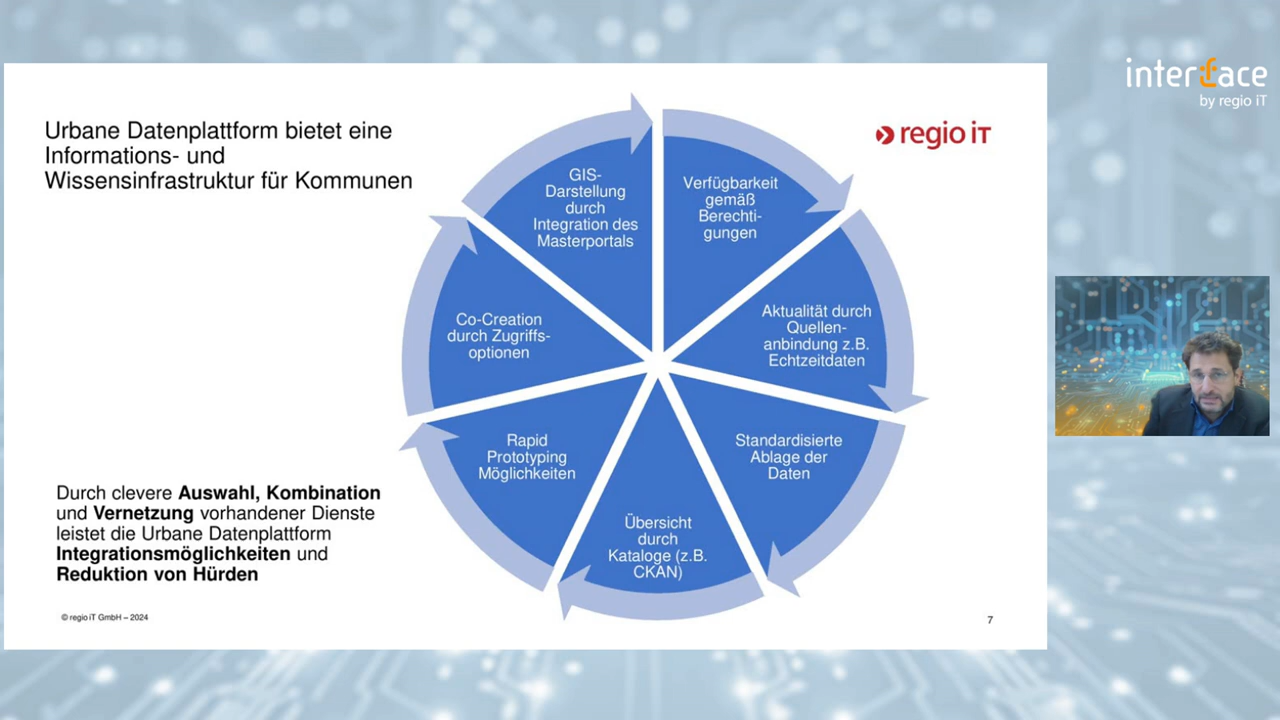 interface
by regio iT
Urbane Datenplattform bietet eine
Informations- und
Wissensinfrastruktur für Kommunen
regio iT
GIS-
Darstellung
durch
Integration des
Masterportals
Verfügbarkeit
gemäß
Berechti-
gungen
Aktualität durch
Quellen-
anbindung z.B.
Echtzeitdaten
Standardisierte
Ablage der
Daten
Übersicht
durch
Kataloge (z.B.
CKAN)
Rapid
Prototyping
Möglichkeiten
Co-Creation
durch Zugriffs-
optionen
Durch clevere Auswahl, Kombination
und Vernetzung vorhandener Dienste
leistet die Urbane Datenplattform
Integrationsmöglichkeiten und
Reduktion von Hürden
© regio iT GmbH – 2024
7